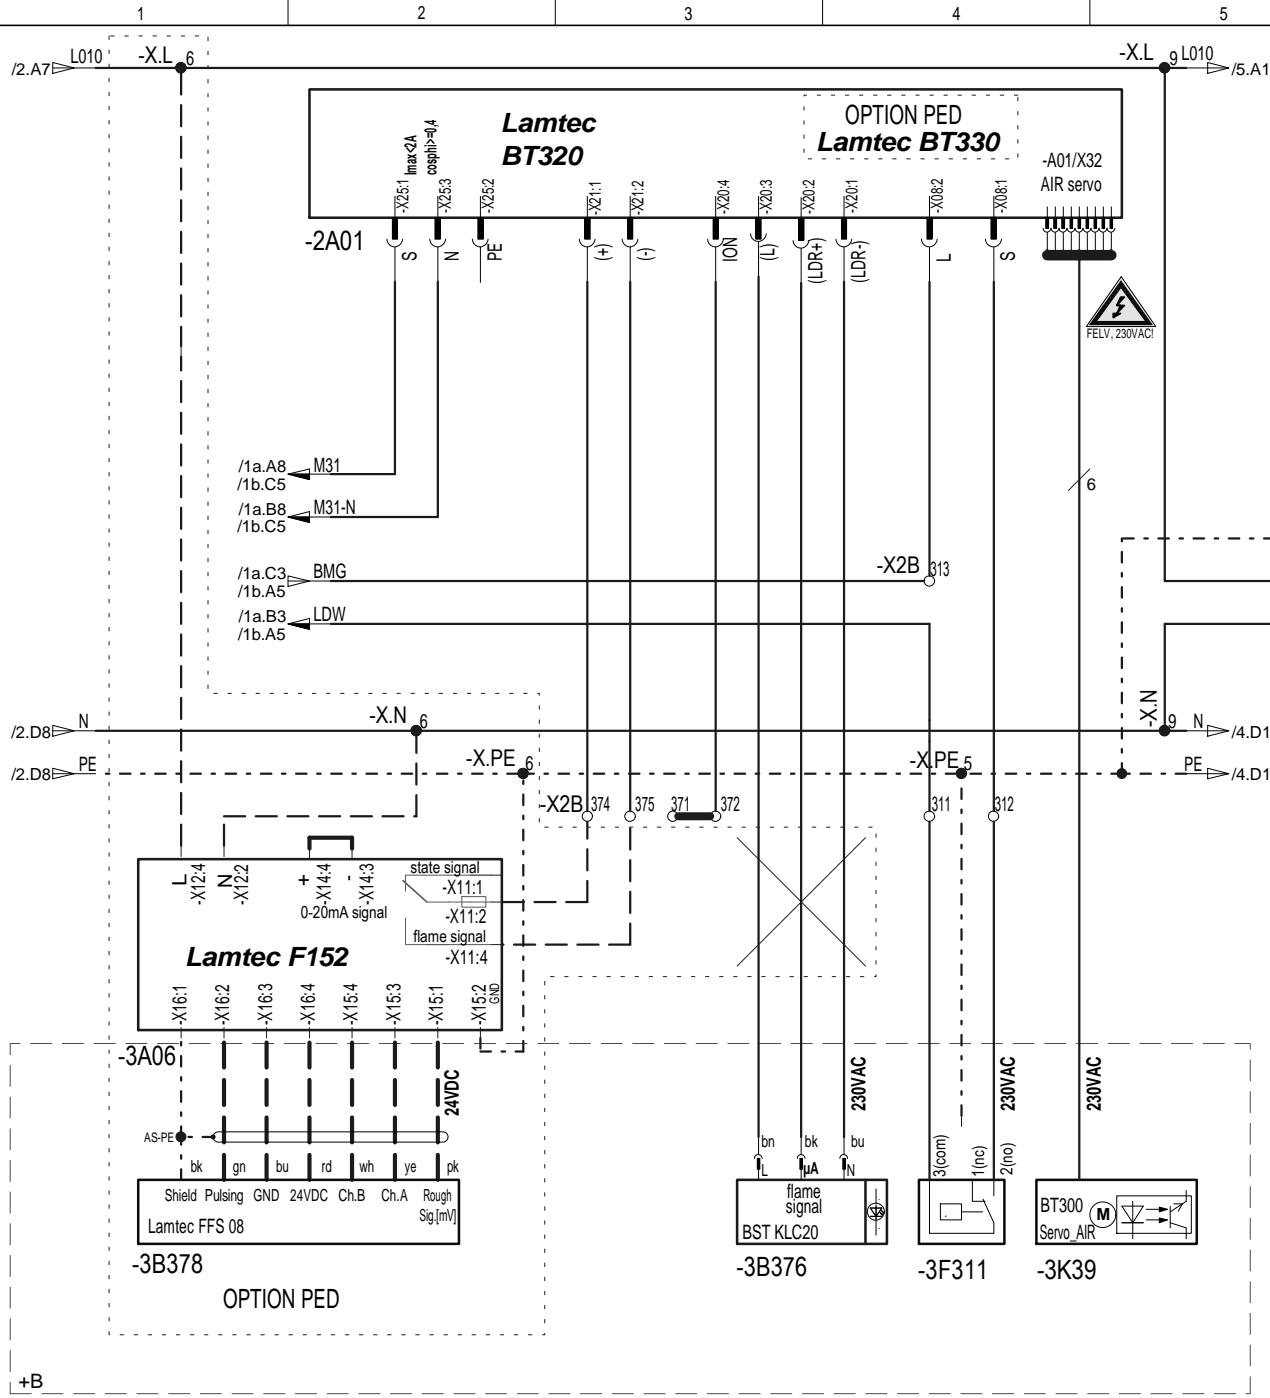 1 2 3 4 5
/2.A7 L010 -X.L 6 -X.L 9 L010 /5.A1
Lamtec
BT320
OPTION PED
Lamtec BT330
Imax<2A
cosphi>=0,4
-A01/X32
AIR servo
-X25:1 -X25:3 -X25:2 -X21:1 -X21:2 -X20:4 -X20:3 -X20:2 -X20:1 -X08:2 -X08:1
-2A01
S N PE (+) (-) ION (L) (LDR+) (LDR-) L S
FELV, 230VAC!
/1a.A8 M31
/1b.C5
6
/1a.B8 M31-N
/1b.C5
/1a.C3 BMG -X2B 313
/1b.A5
/1a.B3 LDW
/1b.A5
/2.D8 N -X.N 6 -X.N 9 N /4.D1
/2.D8 PE -X.PE 6 -X.PE 5 PE /4.D1
-X2B 374 375 371 372 311 312
L N + -
-X12:4 -X12:2 -X14:4 -X14:3
0-20mA signal
state signal
-X11:1
-X11:2
flame signal
-X11:4
Lamtec F152
-X16:1 -X16:2 -X16:3 -X16:4 -X15:4 -X15:3 -X15:1 -X15:2 GND
-3A06
24VDC 230VAC 230VAC 230VAC
AS-PE
bk gn bu rd wh ye pk
Shield Pulsing GND 24VDC Ch.B Ch.A Rough
Sig.[mV]
Lamtec FFS 08
-3B378
OPTION PED
bn bk bu
L µA N
flame
signal
BST KLC20
-3B376
3(com) 1(nc) 2(no)
-3F311
BT300 M
Servo_AIR
-3K39
+B